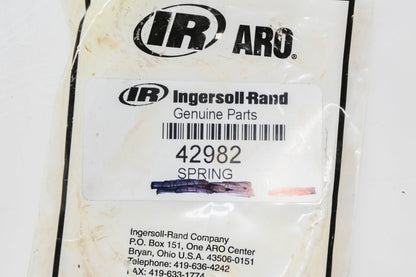 IR ARO®
IR Ingersoll-Rand
Genuine Parts
42982
SPRING
Ingersoll-Rand Company
P.O. Box 151, One ARO Center
Bryan, Ohio U.S.A. 43506-0151
Telephone: 419-636-4242
FAX: 419-633-1774